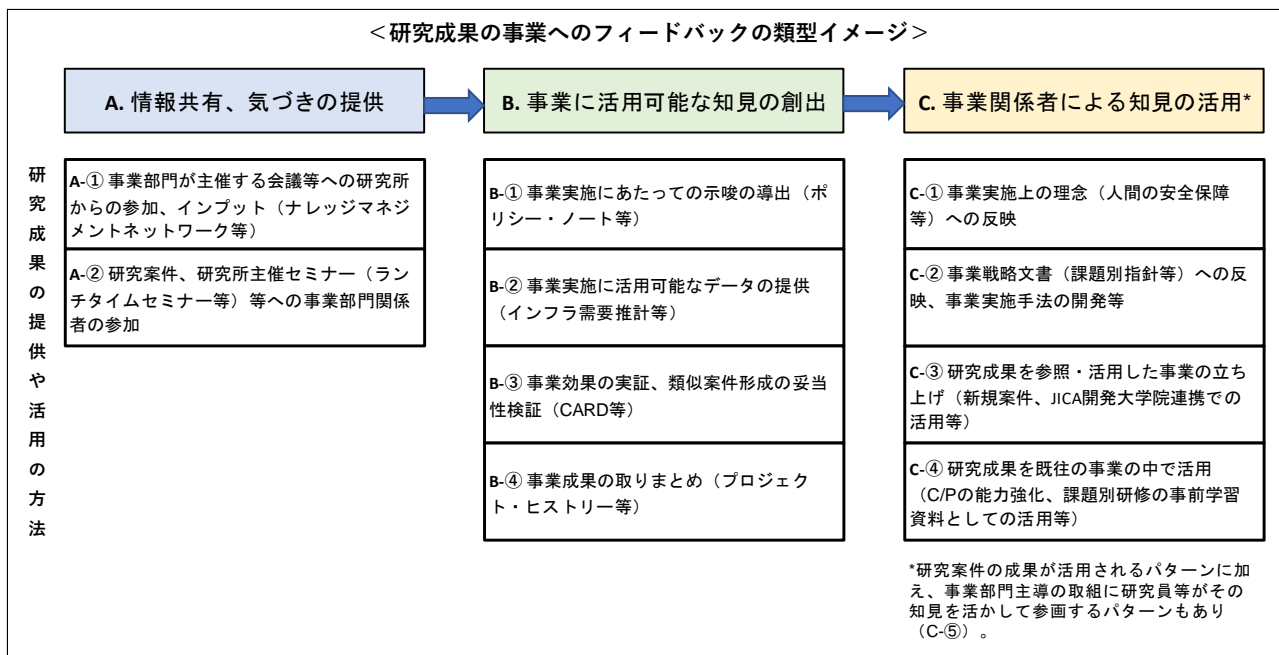 ＜研究成果の事業へのフィードバックの類型イメージ＞
A. 情報共有、気づきの提供
B. 事業に活用可能な知見の創出
C. 事業関係者による知見の活用*
研究成果の提供や活用の方法
A-① 事業部門が主催する会議等への研究所
からの参加、インプット（ナレッジマネジ
メントネットワーク等）
A-② 研究案件、研究所主催セミナー（ラン
チタイムセミナー等）等への事業部門関係
者の参加
B-① 事業実施にあたっての示唆の導出（ポ
リシー・ノート等）
B-② 事業実施に活用可能なデータの提供
（インフラ需要推計等）
B-③ 事業効果の実証、類似案件形成の妥当
性検証（CARD等）
B-④ 事業成果の取りまとめ（プロジェク
ト・ヒストリー等）
C-① 事業実施上の理念（人間の安全保障
等）への反映
C-② 事業戦略文書（課題別指針等）への反
映、事業実施手法の開発等
C-③ 研究成果を参照・活用した事業の立ち
上げ（新規案件、JICA開発大学院連携での
活用等）
C-④ 研究成果を既往の事業の中で活用
（C/Pの能力強化、課題別研修の事前学習
資料としての活用等）
*研究案件の成果が活用されるパターンに加
え、事業部門主導の取組に研究員等がその
知見を活かして参画するパターンもあり
（C-⑤）。